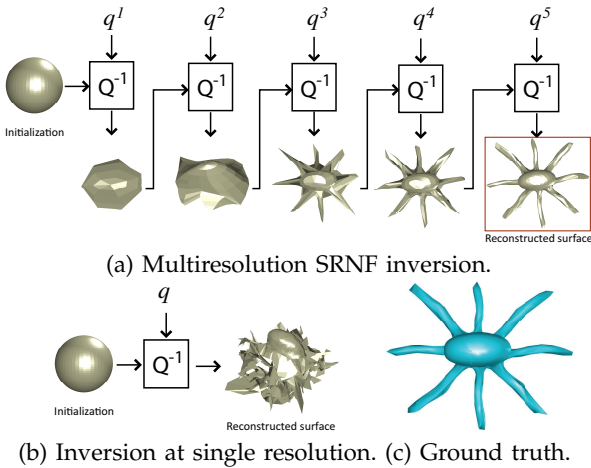 q¹ q² q³ q⁴ q⁵
Q⁻¹ Q⁻¹ Q⁻¹ Q⁻¹ Q⁻¹
Initialization
Reconstructed surface
(a) Multiresolution SRNF inversion.
q
Q⁻¹
Initialization
Reconstructed surface
(b) Inversion at single resolution. (c) Ground truth.